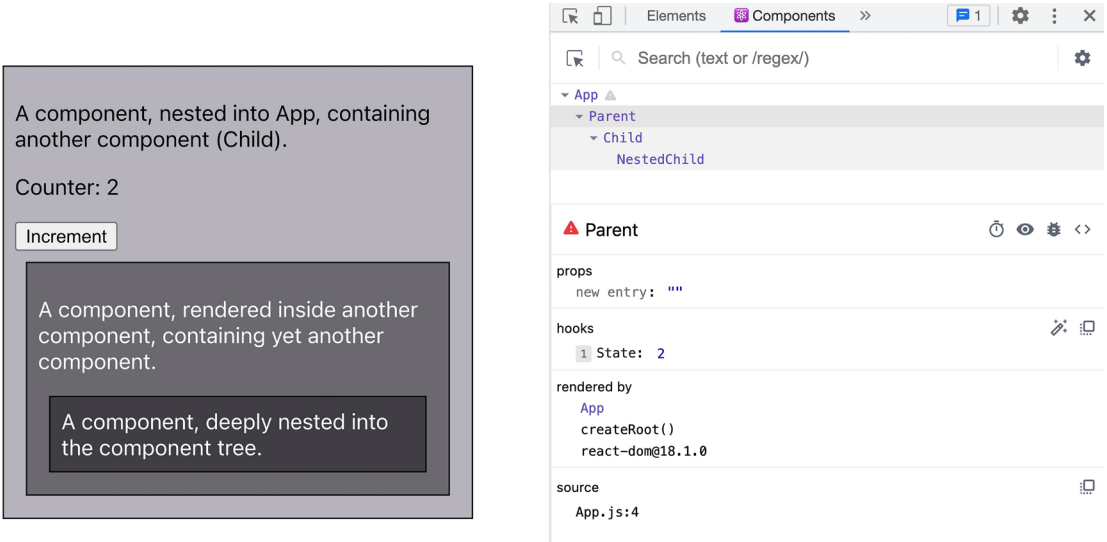 A component, nested into App, containing
another component (Child).
Counter: 2
Increment
A component, rendered inside another
component, containing yet another
component.
A component, deeply nested into
the component tree.
Elements Components » 1
Search (text or /regex/)
App
Parent
Child
NestedChild
Parent <>
props
new entry: ""
hooks
1 State: 2
rendered by
App
createRoot()
react-dom@18.1.0
source
App.js:4